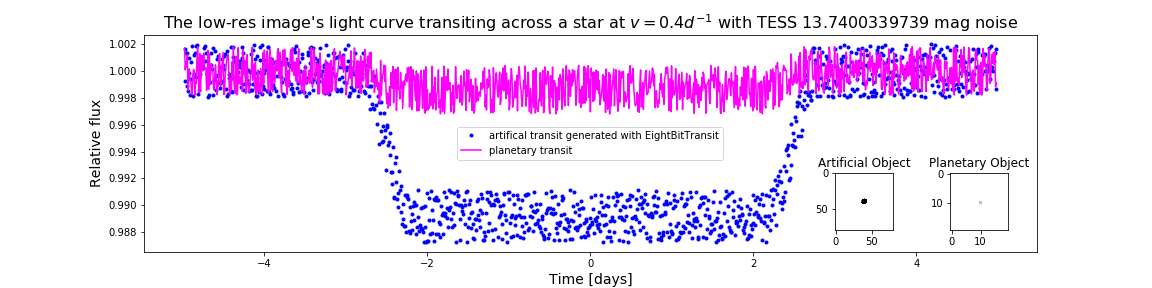 The low-res image's light curve transiting across a star at v = 0.4d⁻¹ with TESS 13.7400339739 mag noise
Relative flux
1.002
1.000
0.998
0.996
0.994
0.992
0.990
0.988
artifical transit generated with EightBitTransit
planetary transit
Artificial Object
0
50
0 50
Planetary Object
0
10
0 10
−4 −2 0 2 4
Time [days]